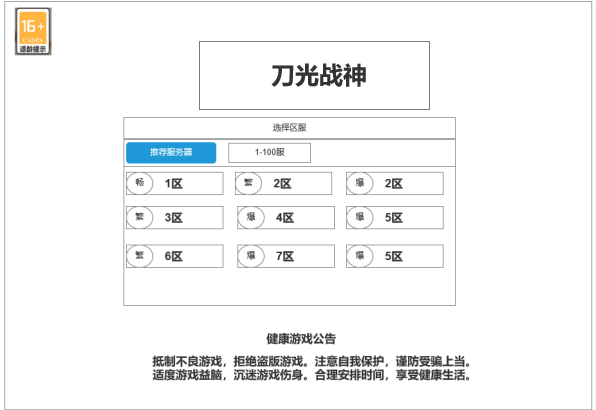 16+
CADPA
适龄提示
刀光战神
选择区服
推荐服务器 1-100服
畅 1区 繁 2区 爆 2区
繁 3区 爆 4区 爆 5区
繁 6区 爆 7区 爆 5区
健康游戏公告
抵制不良游戏，拒绝盗版游戏。注意自我保护，谨防受骗上当。
适度游戏益脑，沉迷游戏伤身。合理安排时间，享受健康生活。